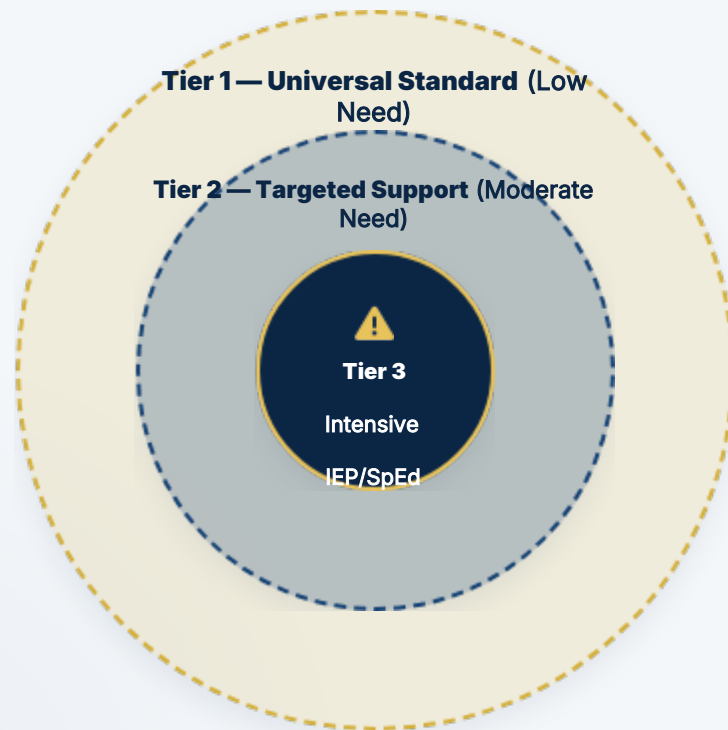 Tier 1 — Universal Standard (Low
Need)
Tier 2 — Targeted Support (Moderate
Need)
Tier 3
Intensive
IEP/SpEd